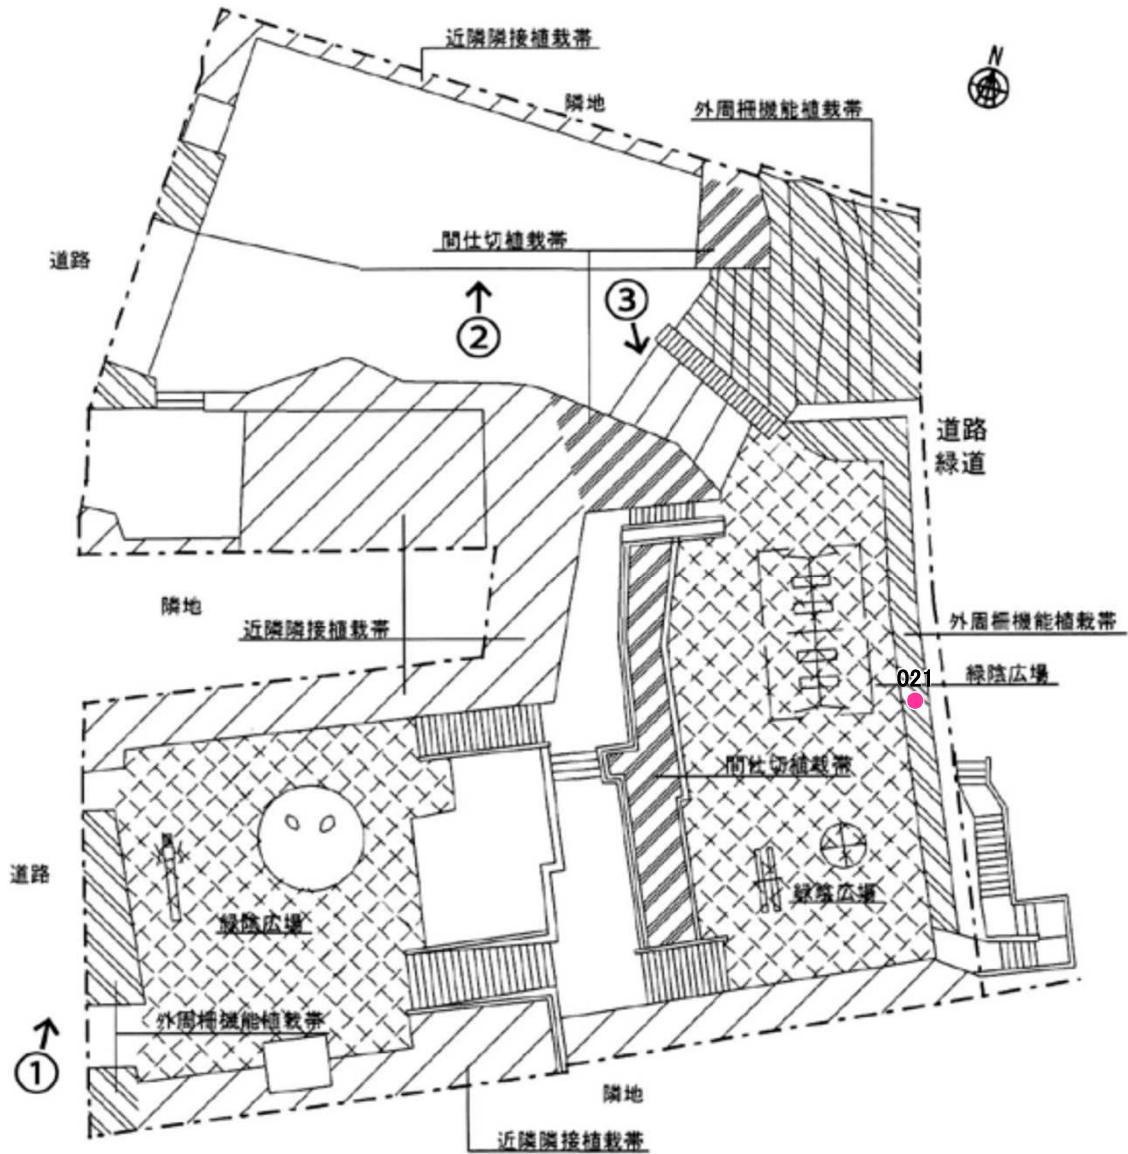 近隣隣接植栽帯
N
隣地
外周柵機能植栽帯
間仕切植栽帯
道路
②
③
道路
緑道
隣地
近隣隣接植栽帯
外周柵機能植栽帯
緑陰広場
021
間仕切植栽帯
道路
緑陰広場
緑陰広場
外周柵機能植栽帯
①
隣地
近隣隣接植栽帯